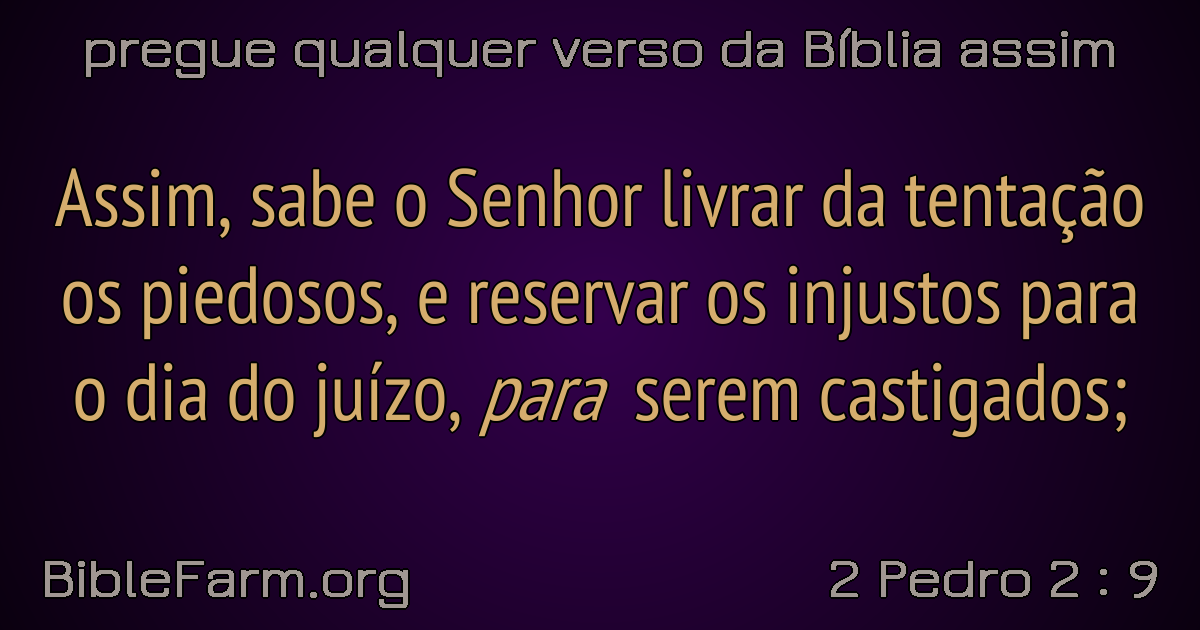 pregue qualquer verso da Bíblia assim
Assim, sabe o Senhor livrar da tentação
os piedosos, e reservar os injustos para
o dia do juízo, para serem castigados;
BibleFarm.org
2 Pedro 2 : 9